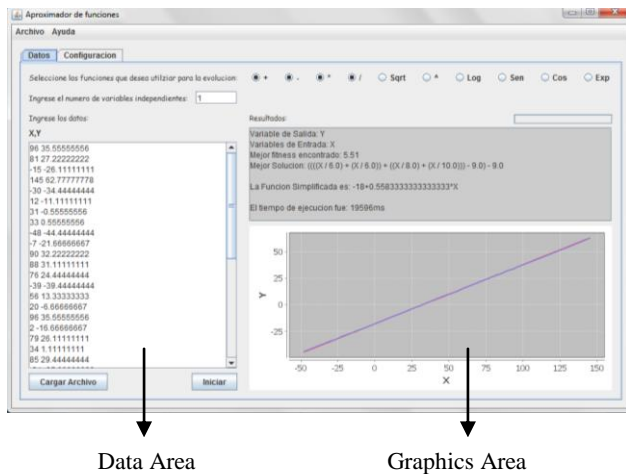 Aproximador de funciones
Archivo Ayuda
Datos Configuracion
Seleccione los funciones que desea utilziar para la evolucion: + - * / Sqrt ^ Log Sen Cos Exp
Ingrese el numero de variables independientes: 1
Ingrese los datos:
X,Y
96 35.55555556
81 27.22222222
-15 -26.11111111
145 62.77777778
-30 -34.44444444
12 -11.11111111
31 -0.55555556
33 0.55555556
-48 -44.44444444
-7 -21.66666667
90 32.22222222
88 31.11111111
76 24.44444444
-39 -39.44444444
56 13.33333333
20 -6.66666667
96 35.55555556
2 -16.66666667
79 26.11111111
34 1.11111111
85 29.44444444
Cargar Archivo Iniciar
Resultados:
Variable de Salida: Y
Variables de Entrada: X
Mejor fitness encontrado: 5.51
Mejor Solucion: ((((X / 6.0) + (X / 6.0)) + ((X / 8.0) + (X / 10.0))) - 9.0) - 9.0
La Funcion Simplificada es: -18+0.5583333333333333*X
El tiempo de ejecucion fue: 19596ms
50
25
0
-25
Y
-50 -25 0 25 50 75 100 125 150
X
Data Area Graphics Area